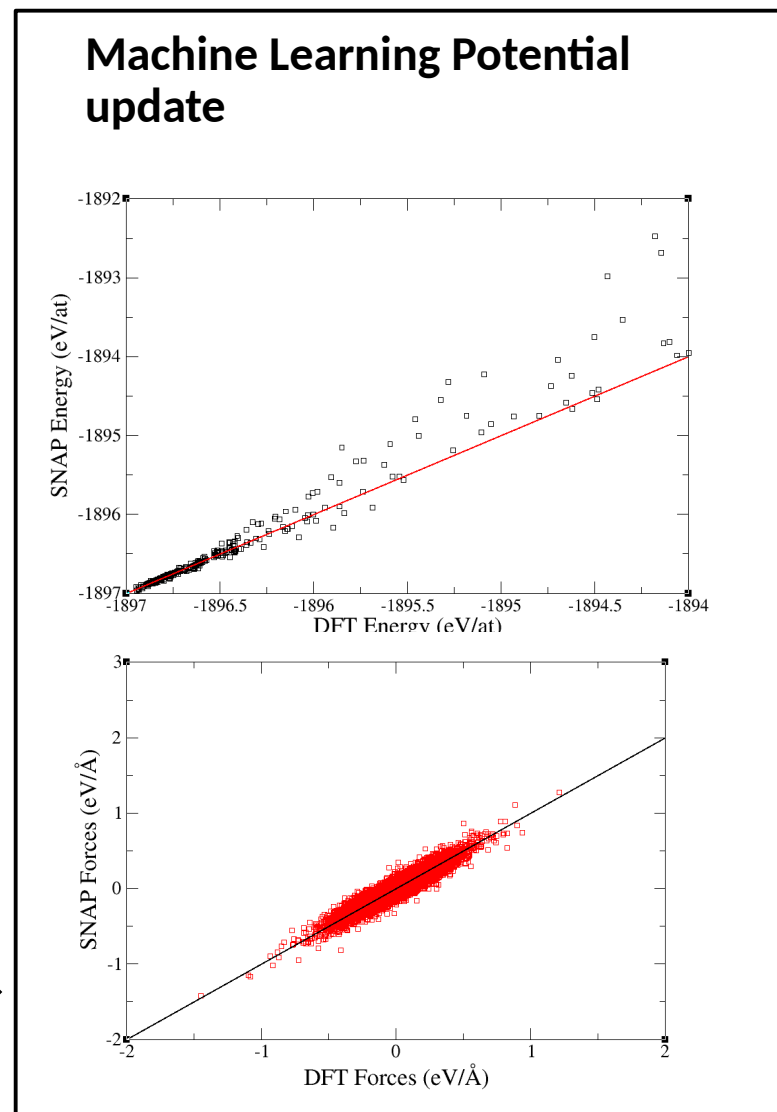 Machine Learning Potential
update
-1892
-1893
-1894
-1895
-1896
-1897
SNAP Energy (eV/at)
-1897 -1896.5 -1896 -1895.5 -1895 -1894.5 -1894
DFT Energy (eV/at)
3
2
1
0
-1
-2
SNAP Forces (eV/Å)
-2 -1 0 1 2
DFT Forces (eV/Å)